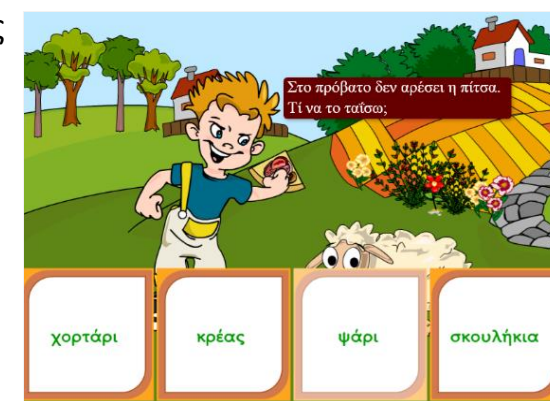 ς
Στο πρόβατο δεν αρέσει η πίτσα.
Τί να το ταΐσω;
χορτάρι
κρέας
ψάρι
σκουλήκια